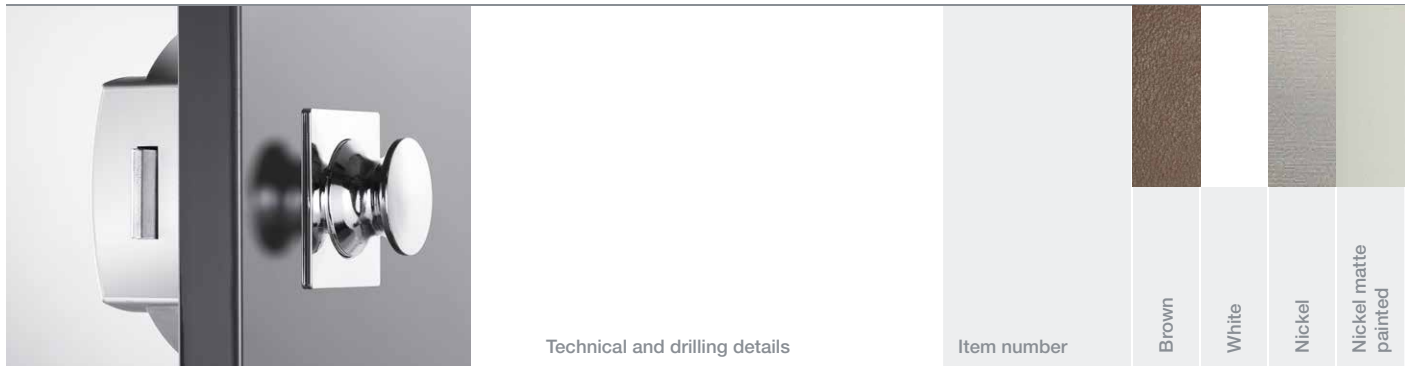 Technical and drilling details
Item number
Brown
White
Nickel
Nickel matte
painted